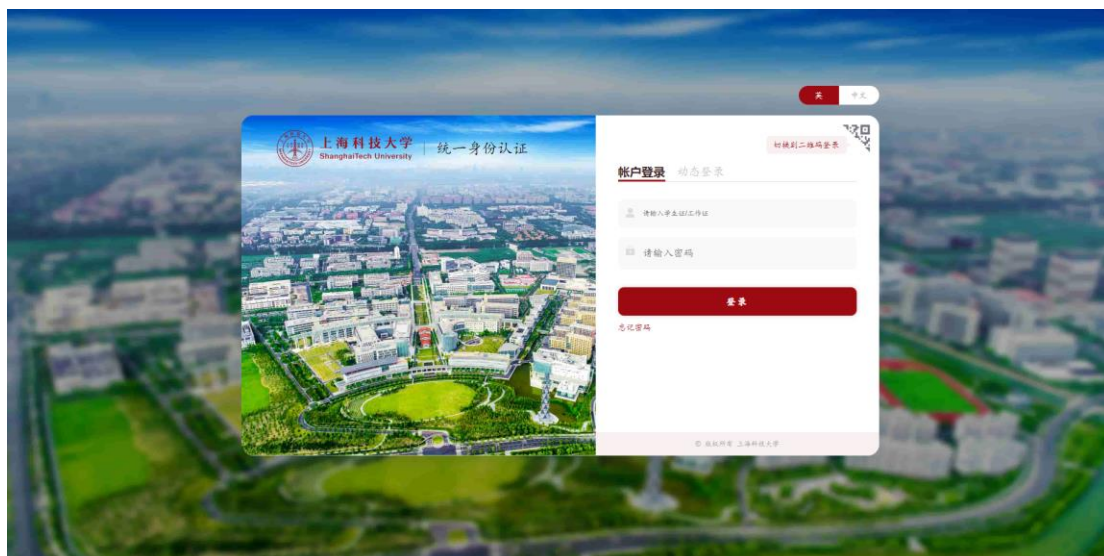 英 中文
上海科技大学 统一身份认证
ShanghaiTech University
切换到二维码登录
帐户登录 动态登录
请输入学生证/工作证
请输入密码
登录
忘记密码
© 版权所有 上海科技大学